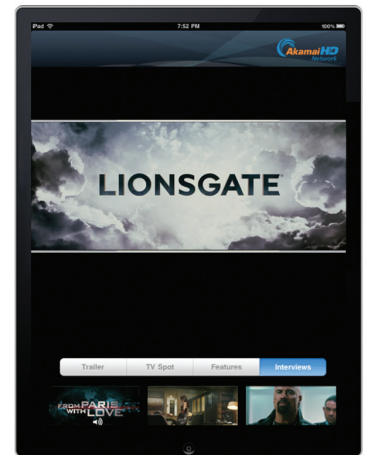 iPad 7:52 PM 100%
Akamai HD
Network
LIONSGATE
Trailer TV Spot Features Interviews
FROM PARIS
WITH LOVE